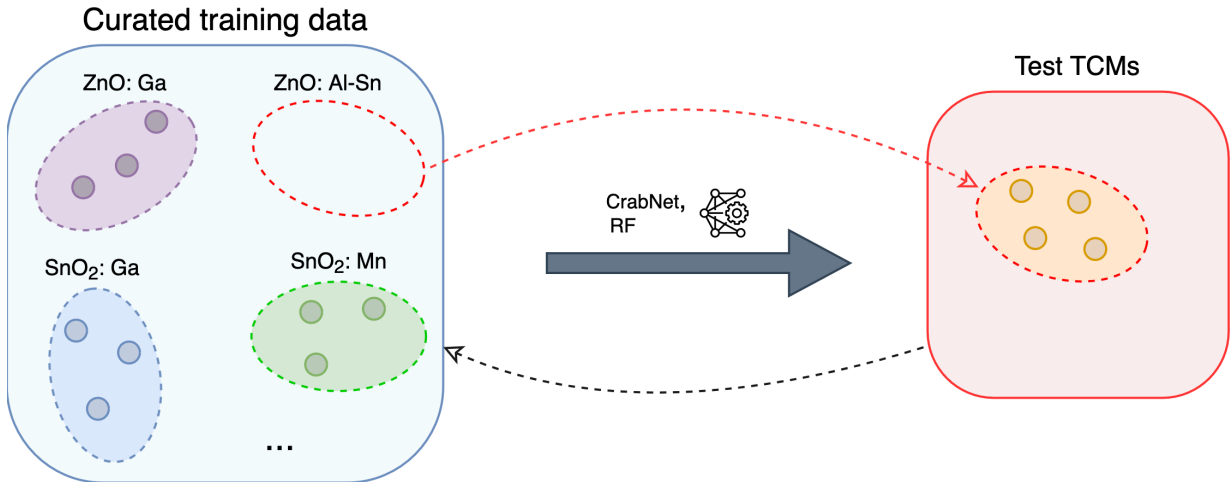 Curated training data
ZnO: Ga
ZnO: Al-Sn
SnO₂: Ga
SnO₂: Mn
...
CrabNet,
RF
Test TCMs